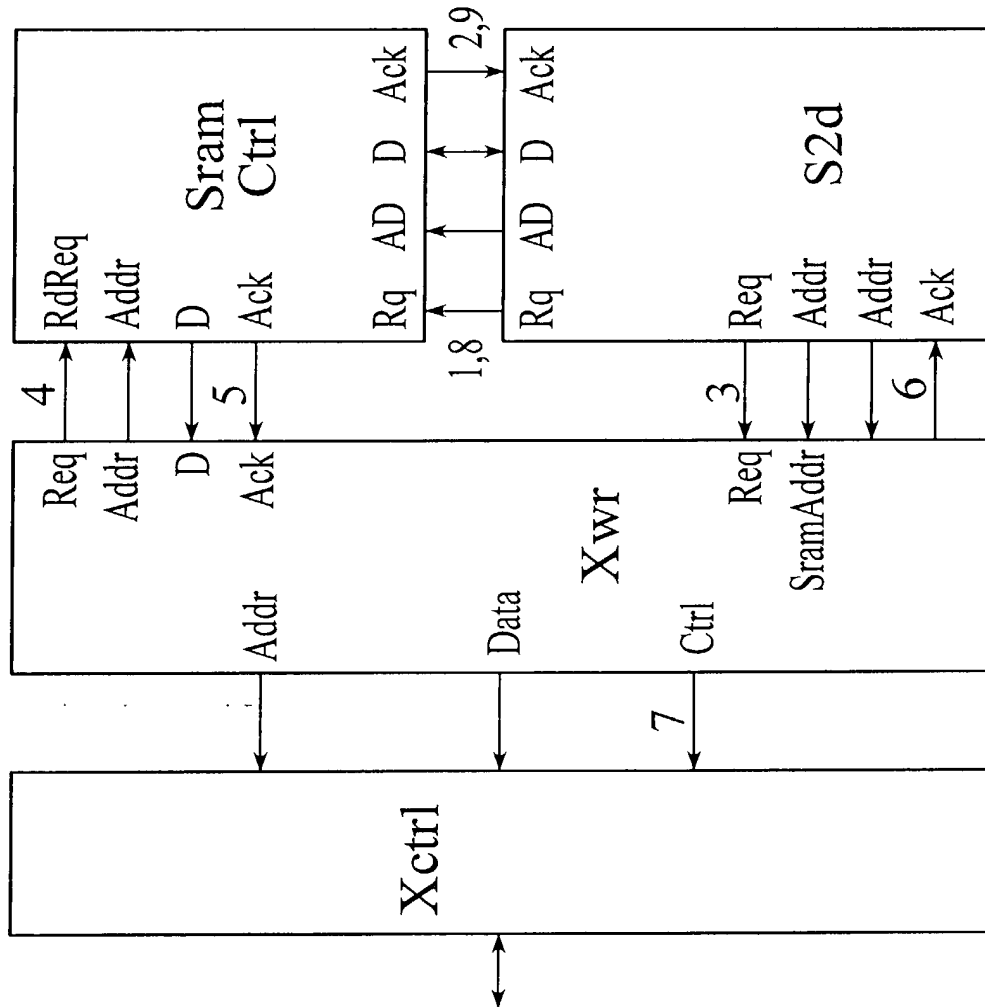 Sram
Ctrl
RdReq
Addr
D
Ack
Rq
AD
D
Ack
4
5
1,8
2,9
S2d
Rq
AD
D
Ack
Req
Addr
Addr
Ack
3
6
Xwr
Req
Addr
D
Ack
Req
SramAddr
Addr
Data
Ctrl
7
Xctrl